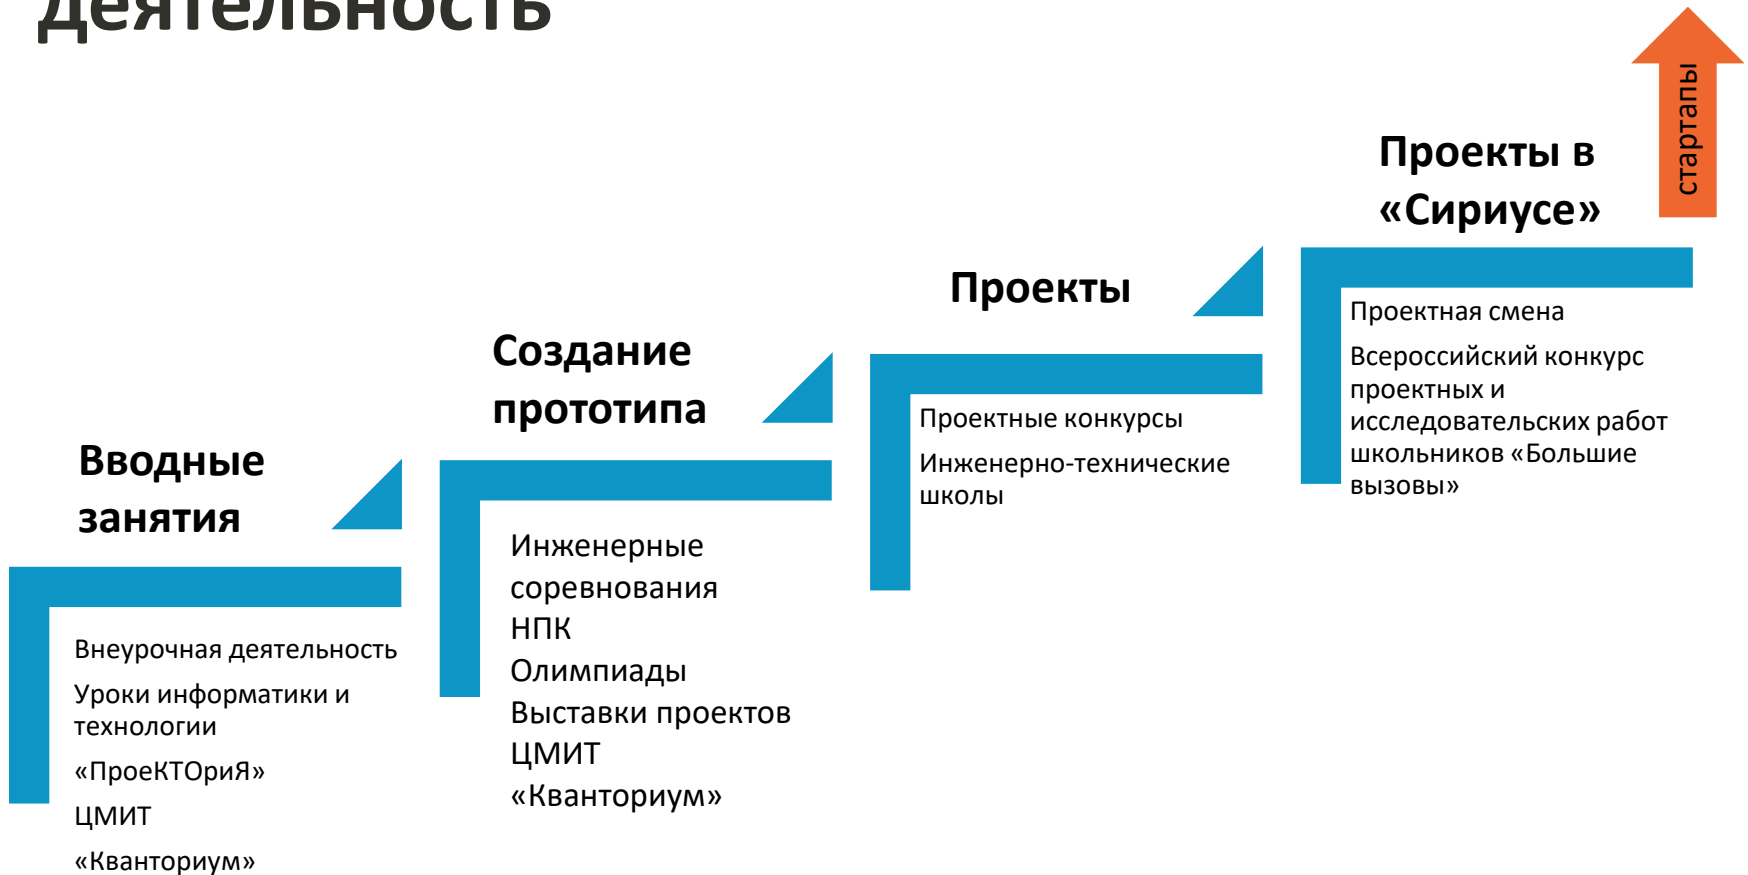 деятельность
стартапы
Проекты в
«Сириусе»
Проектная смена
Всероссийский конкурс
проектных и
исследовательских работ
школьников «Большие
вызовы»
Проекты
Проектные конкурсы
Инженерно-технические
школы
Создание
прототипа
Инженерные
соревнования
НПК
Олимпиады
Выставки проектов
ЦМИТ
«Кванториум»
Вводные
занятия
Внеурочная деятельность
Уроки информатики и
технологии
«ПроеКТОриЯ»
ЦМИТ
«Кванториум»